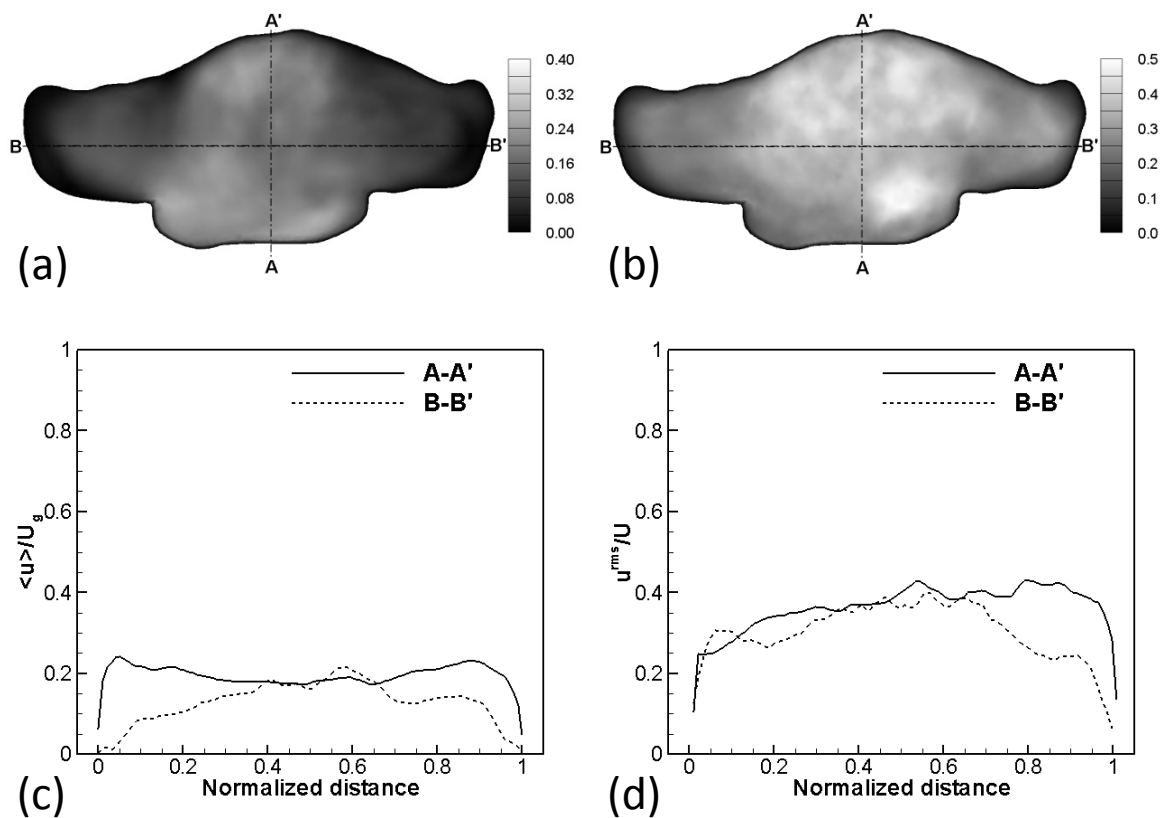 A'
0.40
0.32
0.24
0.16
0.08
0.00
B
B'
A
(a)
A'
0.5
0.4
0.3
0.2
0.1
0.0
B
B'
A
(b)
1
0.8
0.6
0.4
0.2
0
<u>/U_g
A-A'
B-B'
0 0.2 0.4 0.6 0.8 1
Normalized distance
(c)
1
0.8
0.6
0.4
0.2
0
u^rms/U
A-A'
B-B'
0 0.2 0.4 0.6 0.8 1
Normalized distance
(d)